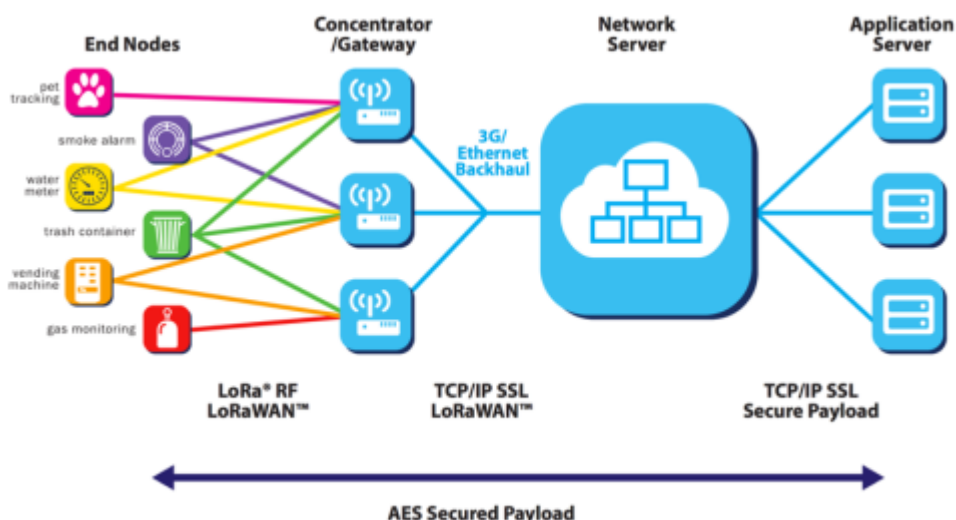 End Nodes
Concentrator
/Gateway
Network
Server
Application
Server
pet
tracking
smoke alarm
water
meter
trash container
vending
machine
gas monitoring
3G/
Ethernet
Backhaul
LoRa® RF
LoRaWAN™
TCP/IP SSL
LoRaWAN™
TCP/IP SSL
Secure Payload
AES Secured Payload